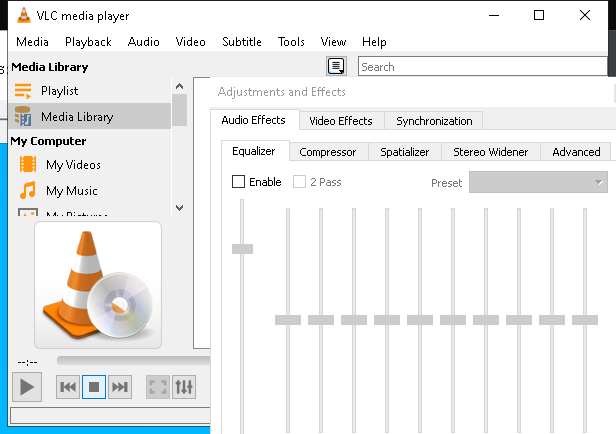 VLC media player
Media Playback Audio Video Subtitle Tools View Help
Media Library
Search
Playlist
Adjustments and Effects
Media Library
Audio Effects Video Effects Synchronization
My Computer
Equalizer Compressor Spatializer Stereo Widener Advanced
My Videos
Enable 2 Pass Preset
My Music
My Pictures
--:--